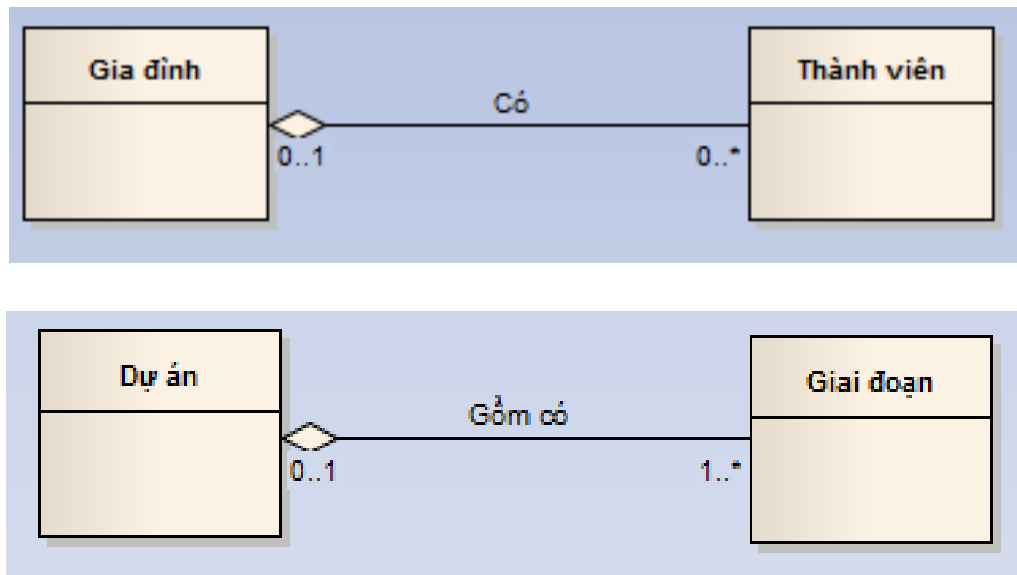 Gia đình
Thành viên
Có
0..1
0..*
Dự án
Giai đoạn
Gồm có
0..1
1..*